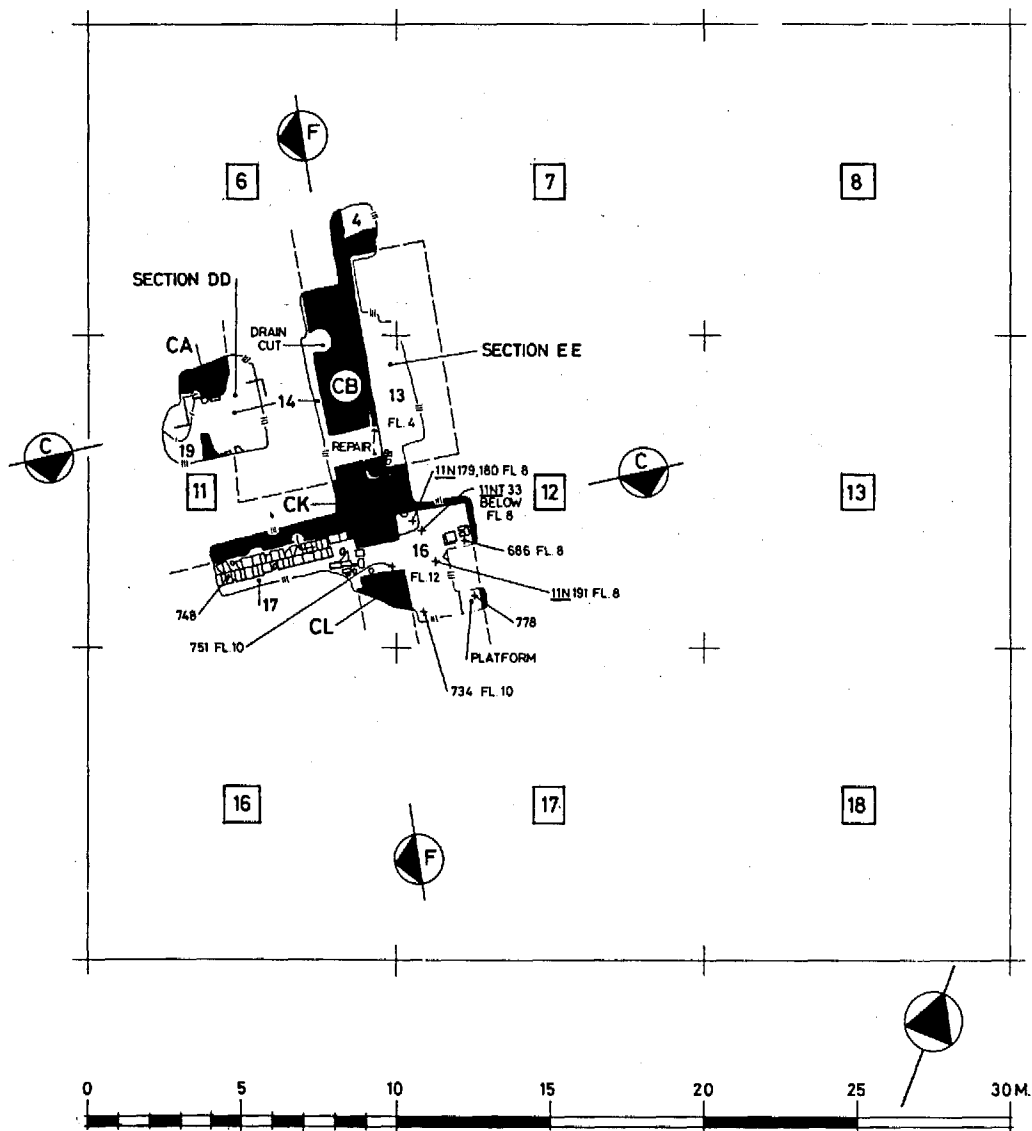 F
6
7
8
4
SECTION DD
DRAIN
CUT
CA
SECTION EE
CB
13
14
FL. 4
REPAIR
19
C
C
11
12
13
11N 179,180 FL 8
11NT 33
BELOW
FL 8
CK
16
686 FL. 8
FL. 12
11N 191 FL. 8
748
17
751 FL. 10
CL
778
PLATFORM
734 FL. 10
16
17
18
F
0 5 10 15 20 25 30 M.